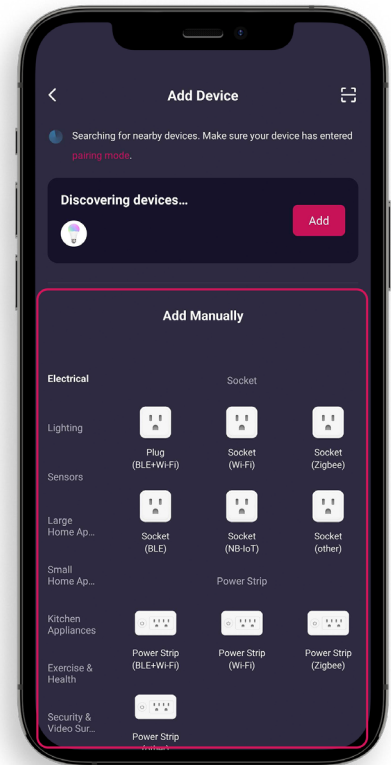 Add Device
Searching for nearby devices. Make sure your device has entered
pairing mode.
Discovering devices...
Add
Add Manually
Electrical
Lighting
Sensors
Large
Home Ap...
Small
Home Ap...
Kitchen
Appliances
Exercise &
Health
Security &
Video Sur...
Socket
Plug
(BLE+Wi-Fi)
Socket
(Wi-Fi)
Socket
(Zigbee)
Socket
(BLE)
Socket
(NB-IoT)
Socket
(other)
Power Strip
Power Strip
(BLE+Wi-Fi)
Power Strip
(Wi-Fi)
Power Strip
(Zigbee)
Power Strip
(other)